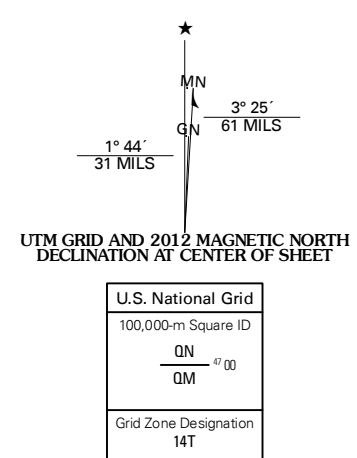 ★
MN
3° 25´
GN
61 MILS
1° 44´
31 MILS
UTM GRID AND 2012 MAGNETIC NORTH
DECLINATION AT CENTER OF SHEET
U.S. National Grid
100,000-m Square ID
QN
47 00
QM
Grid Zone Designation
14T